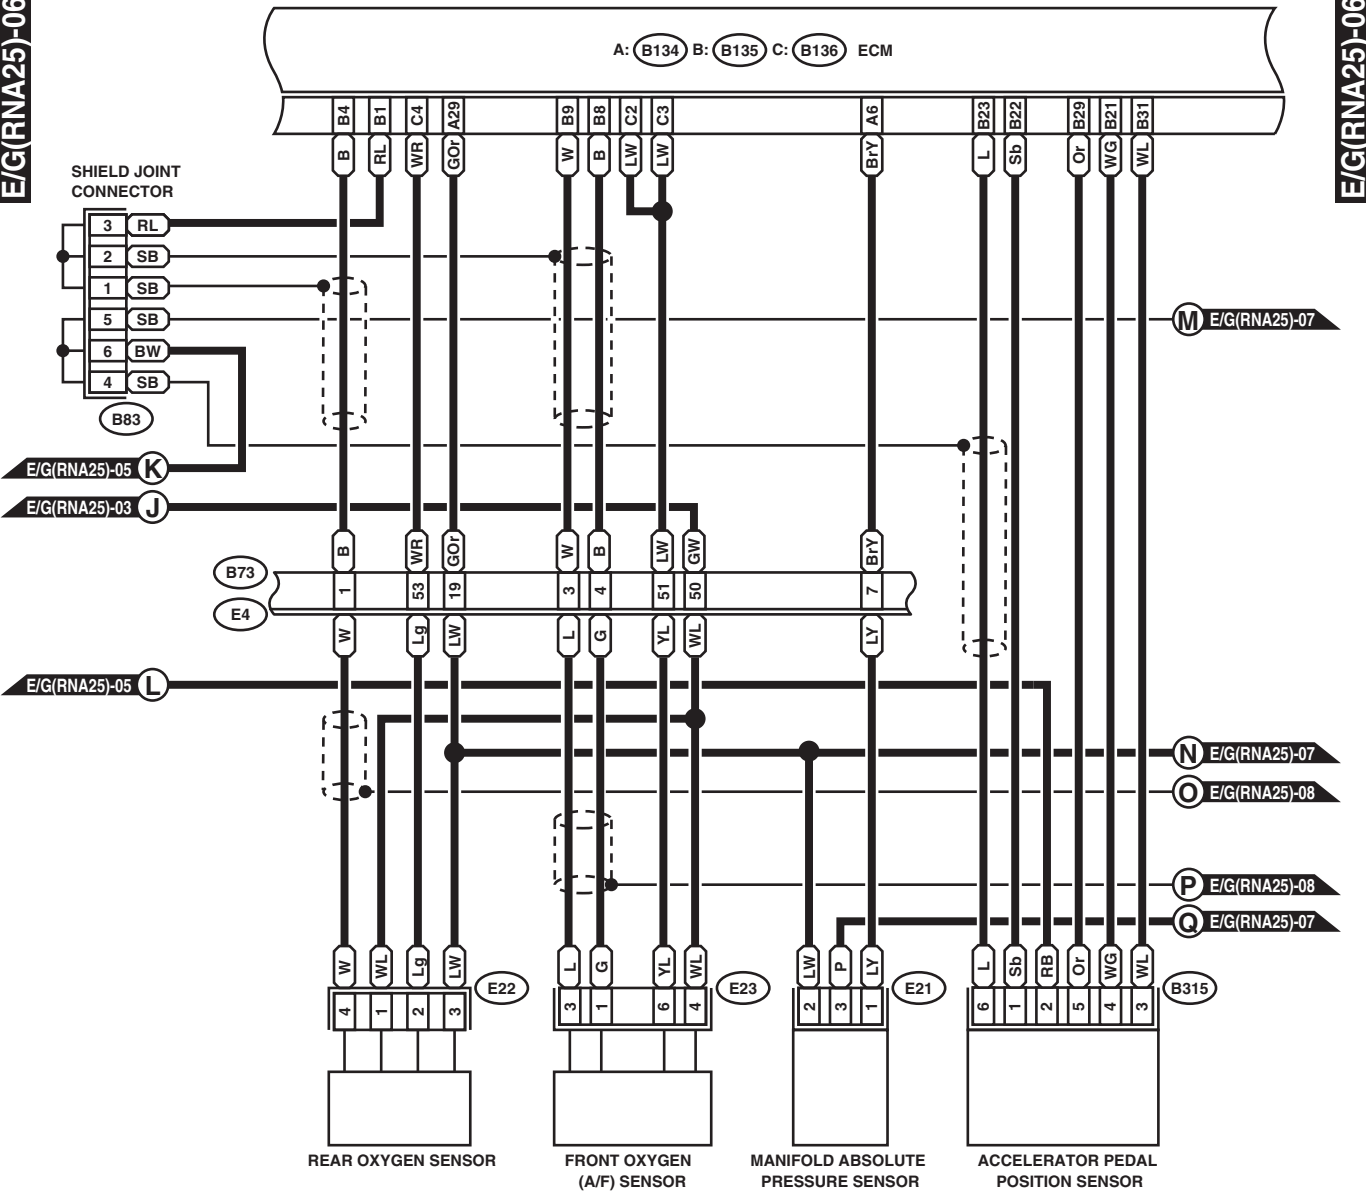 E/G(RNA25)-06
E/G(RNA25)-06
A: B134 B: B135 C: B136 ECM
B4 B1 C4 A29 B9 B8 C2 C3 A6 B23 B22 B29 B21 B31
B RL WR GOr W B LW LW BrY L Sb Or WG WL
SHIELD JOINT
CONNECTOR
3 RL
2 SB
1 SB
5 SB
M E/G(RNA25)-07
6 BW
4 SB
B83
E/G(RNA25)-05 K
E/G(RNA25)-03 J
B WR GOr W B LW GW BrY
B73
1 53 19 3 4 51 50 7
E4
W Lg LW L G YL WL LY
E/G(RNA25)-05 L
N E/G(RNA25)-07
O E/G(RNA25)-08
P E/G(RNA25)-08
Q E/G(RNA25)-07
W WL Lg LW L G YL WL LW P LY L Sb RB Or WG WL
E22 E23 E21 B315
4 1 2 3 3 1 6 4 2 3 1 6 1 2 5 4 3
REAR OXYGEN SENSOR
FRONT OXYGEN
(A/F) SENSOR
MANIFOLD ABSOLUTE
PRESSURE SENSOR
ACCELERATOR PEDAL
POSITION SENSOR